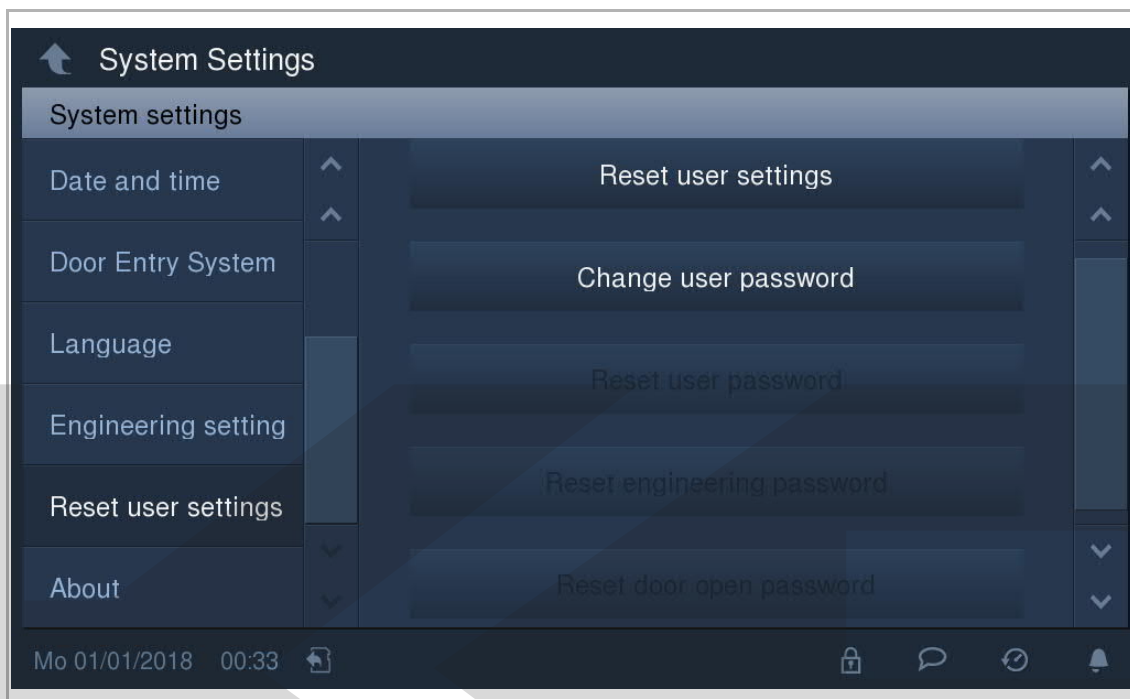 System Settings
System settings
Date and time
Door Entry System
Language
Engineering setting
Reset user settings
About
Reset user settings
Change user password
Reset user password
Reset engineering password
Reset door open password
Mo 01/01/2018 00:33